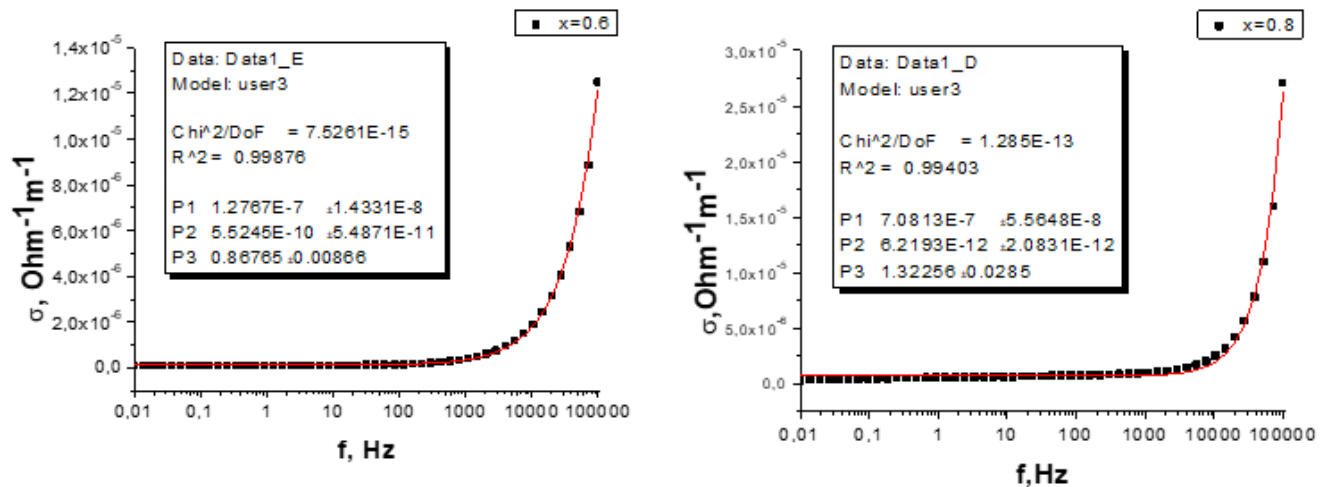 x=0.6
1,4x10⁻⁵
1,2x10⁻⁵
1,0x10⁻⁵
8,0x10⁻⁶
6,0x10⁻⁶
4,0x10⁻⁶
2,0x10⁻⁶
0,0
σ, Ohm⁻¹m⁻¹
Data: Data1_E
Model: user3
Chi^2/DoF = 7.5261E-15
R^2 = 0.99876
P1 1.2767E-7 ±1.4331E-8
P2 5.5245E-10 ±5.4871E-11
P3 0.86765 ±0.00866
0,01 0,1 1 10 100 1000 10000 100000
f, Hz
x=0.8
3,0x10⁻⁵
2,5x10⁻⁵
2,0x10⁻⁵
1,5x10⁻⁵
1,0x10⁻⁵
5,0x10⁻⁶
0,0
σ,Ohm⁻¹m⁻¹
Data: Data1_D
Model: user3
Chi^2/DoF = 1.285E-13
R^2 = 0.99403
P1 7.0813E-7 ±5.5648E-8
P2 6.2193E-12 ±2.0831E-12
P3 1.32256 ±0.0285
0,01 0,1 1 10 100 1000 10000 100000
f,Hz